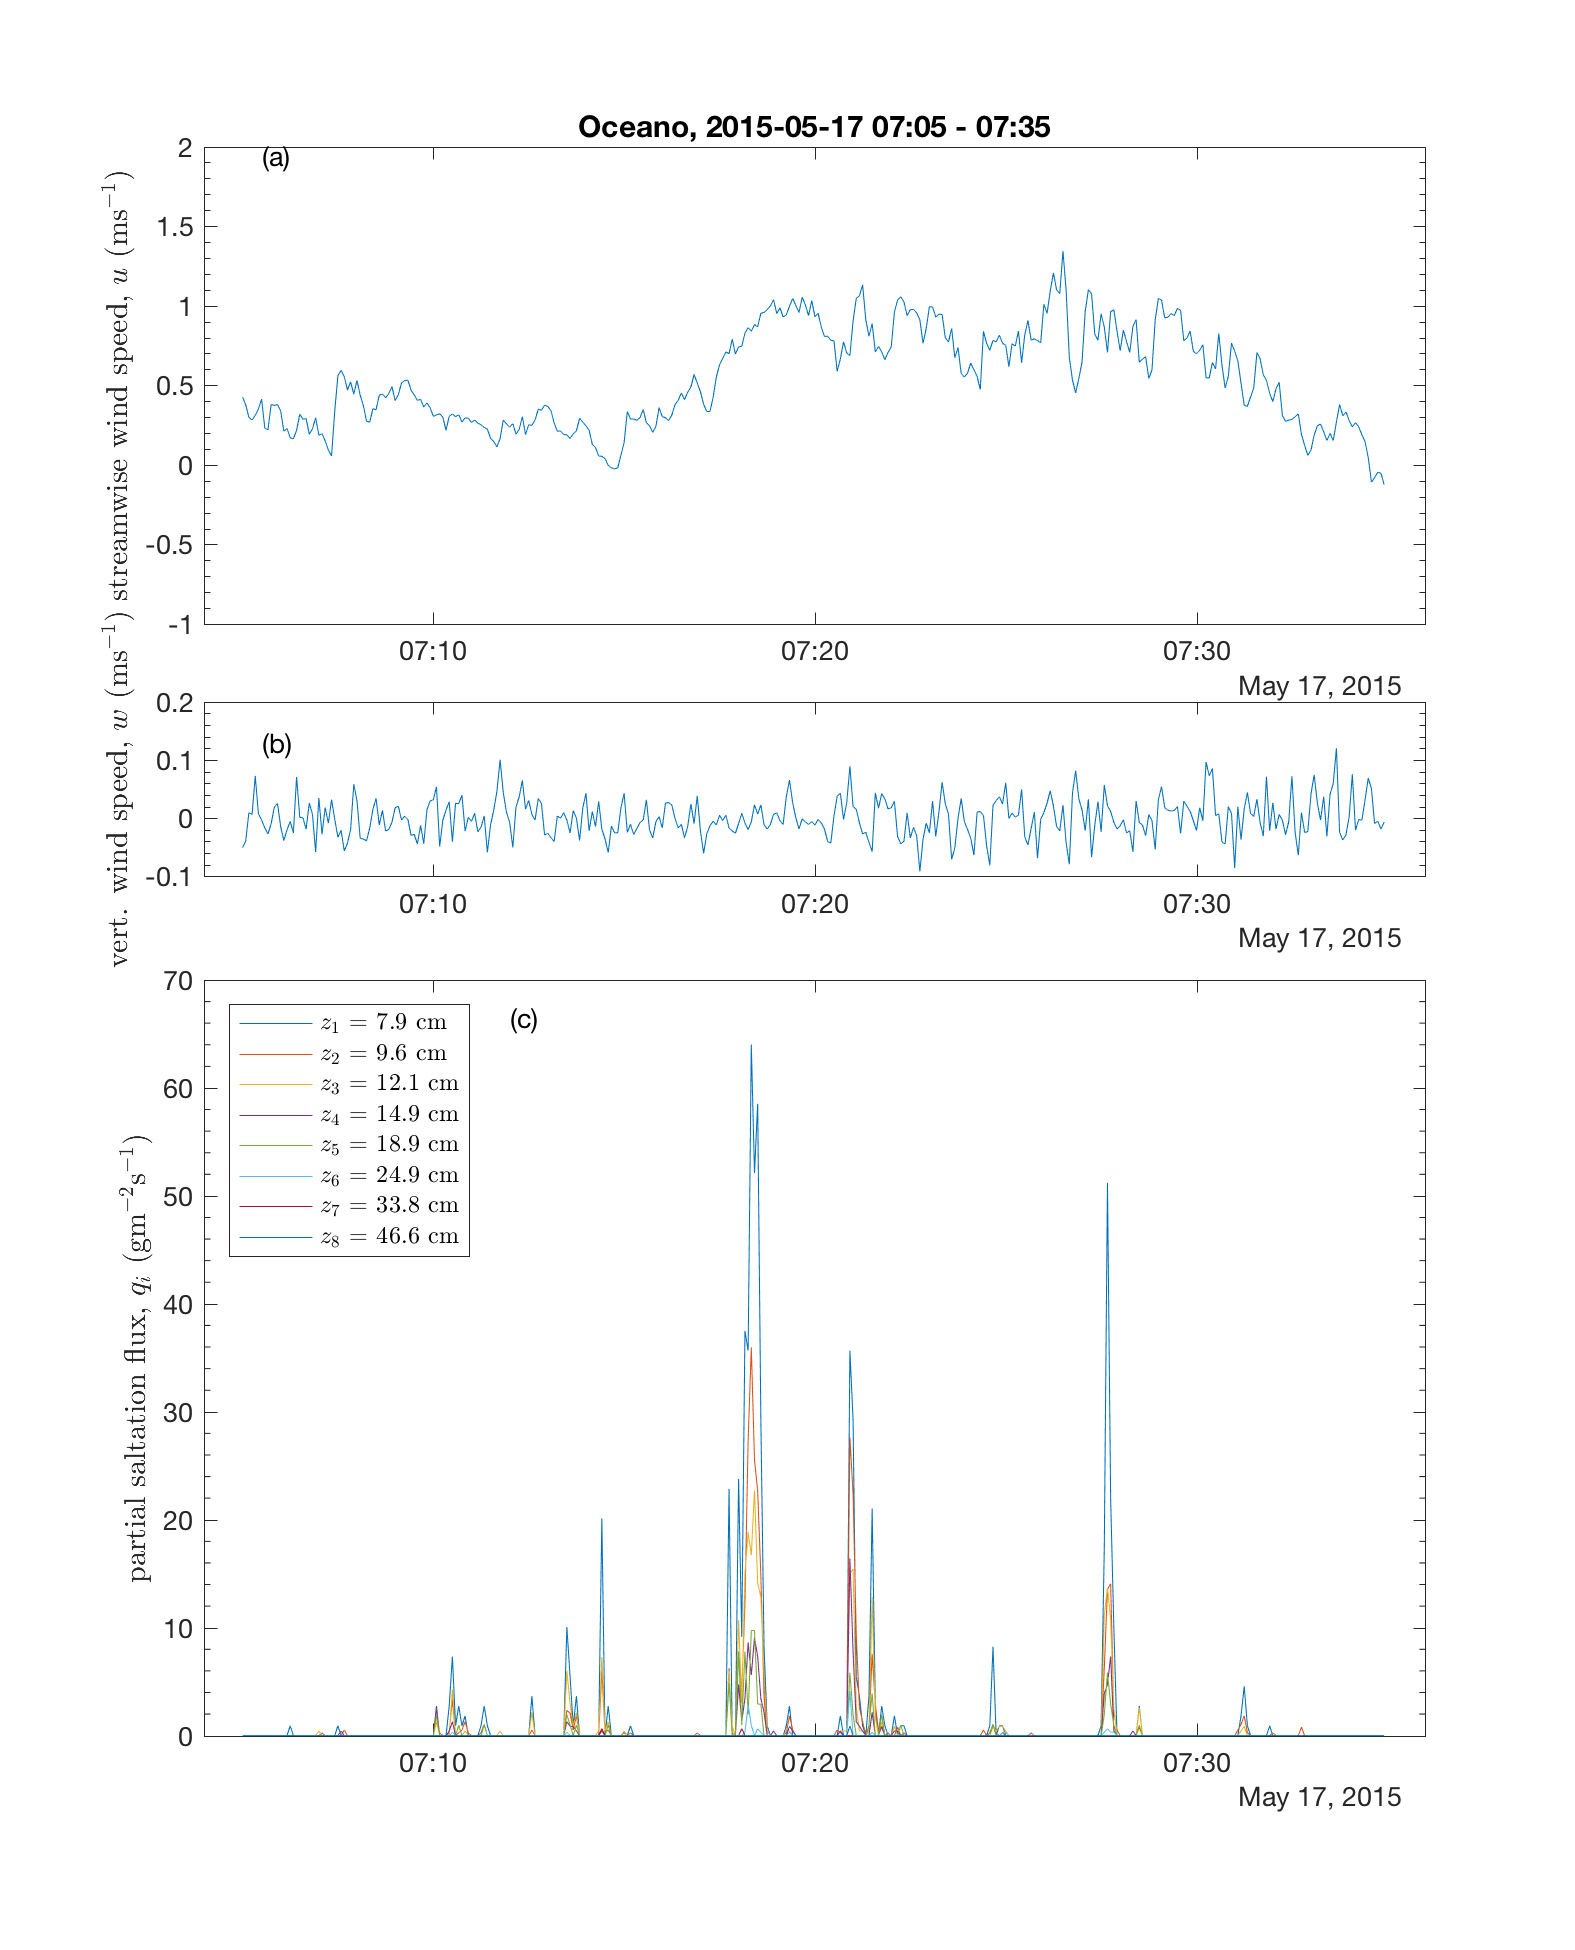 Oceano, 2015-05-17 07:05 - 07:35
(a)
streamwise wind speed, u (ms⁻¹)
2
1.5
1
0.5
0
-0.5
-1
07:10 07:20 07:30
May 17, 2015
(b)
vert. wind speed, w (ms⁻¹)
0.2
0.1
0
-0.1
07:10 07:20 07:30
May 17, 2015
(c)
partial saltation flux, qᵢ (gm⁻²s⁻¹)
70
60
50
40
30
20
10
0
z₁ = 7.9 cm
z₂ = 9.6 cm
z₃ = 12.1 cm
z₄ = 14.9 cm
z₅ = 18.9 cm
z₆ = 24.9 cm
z₇ = 33.8 cm
z₈ = 46.6 cm
07:10 07:20 07:30
May 17, 2015